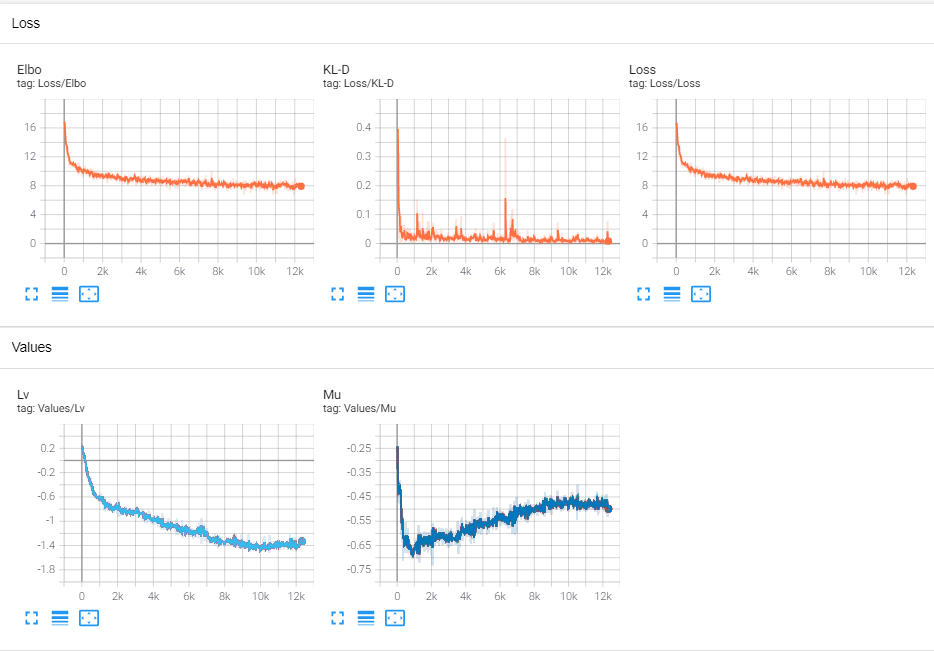 Loss
Elbo
tag: Loss/Elbo
16
12
8
4
0
0 2k 4k 6k 8k 10k 12k
KL-D
tag: Loss/KL-D
0.4
0.3
0.2
0.1
0
0 2k 4k 6k 8k 10k 12k
Loss
tag: Loss/Loss
16
12
8
4
0
0 2k 4k 6k 8k 10k 12k
Values
Lv
tag: Values/Lv
0.2
-0.2
-0.6
-1
-1.4
-1.8
0 2k 4k 6k 8k 10k 12k
Mu
tag: Values/Mu
-0.25
-0.35
-0.45
-0.55
-0.65
-0.75
0 2k 4k 6k 8k 10k 12k